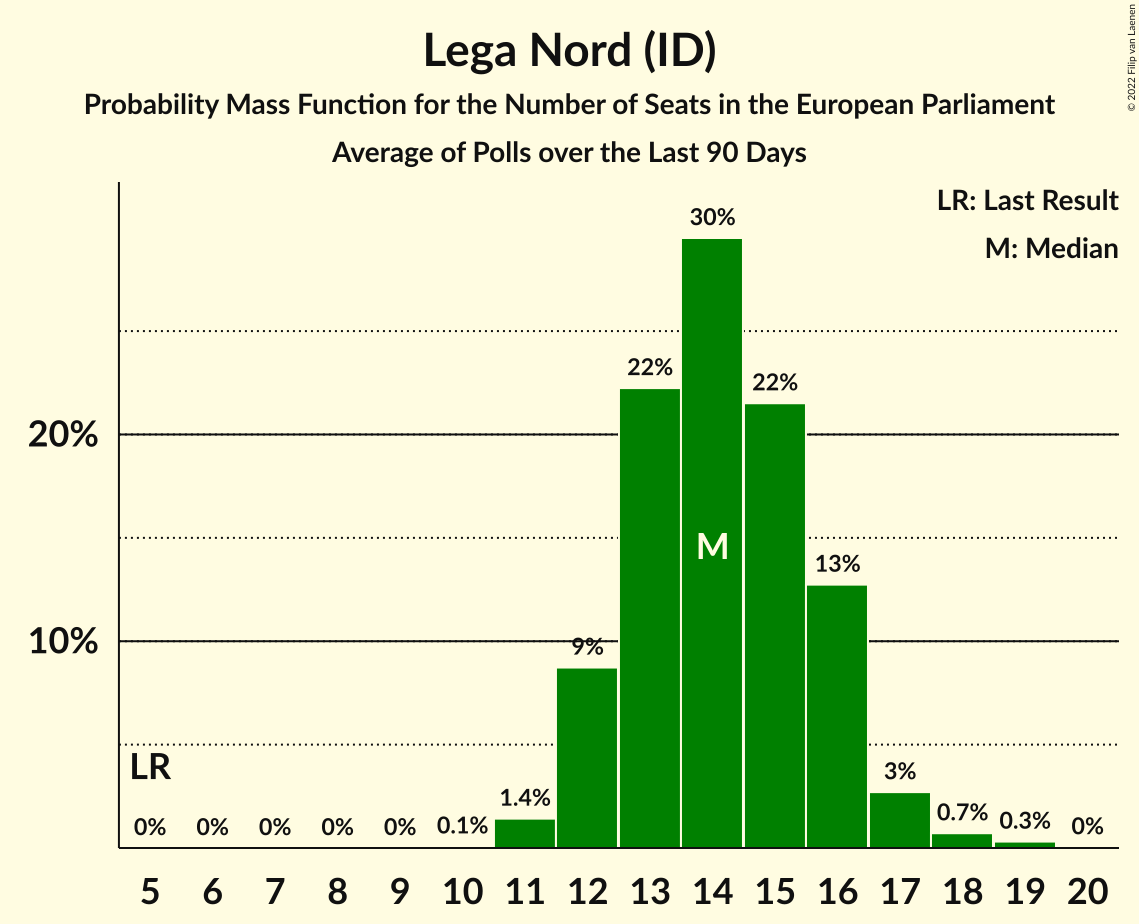 Lega Nord (ID)
Probability Mass Function for the Number of Seats in the European Parliament
Average of Polls over the Last 90 Days
© 2022 Filip van Laenen
LR: Last Result
M: Median
30%
22%
22%
20%
M
13%
10%
9%
LR
3%
1.4%
0.7%
0.3%
0% 0% 0% 0% 0% 0.1% 0%
5 6 7 8 9 10 11 12 13 14 15 16 17 18 19 20